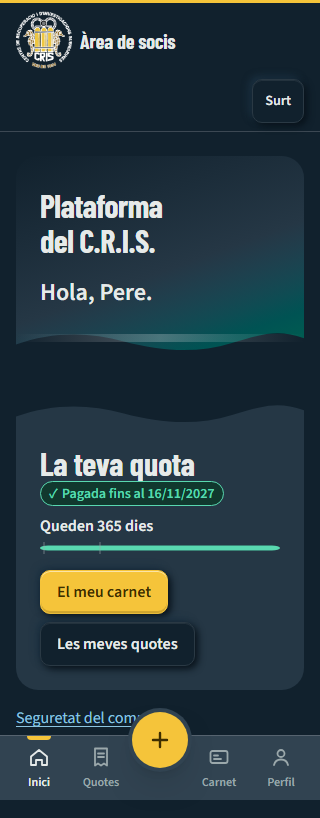 CRIS
Àrea de socis
Surt
Plataforma
del C.R.I.S.
Hola, Pere.
La teva quota
✓ Pagada fins al 16/11/2027
Queden 365 dies
El meu carnet
Les meves quotes
Seguretat del
+
Inici
Quotes
Carnet
Perfil